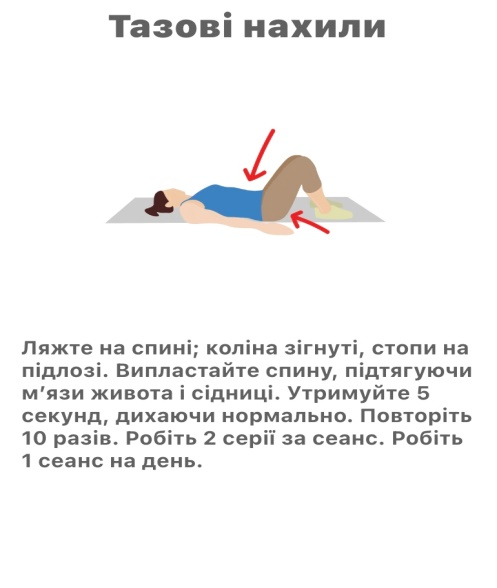 Тазові нахили
Ляжте на спині; коліна зігнуті, стопи на
підлозі. Випластайте спину, підтягуючи
м’язи живота і сідниці. Утримуйте 5
секунд, дихаючи нормально. Повторіть
10 разів. Робіть 2 серії за сеанс. Робіть
1 сеанс на день.